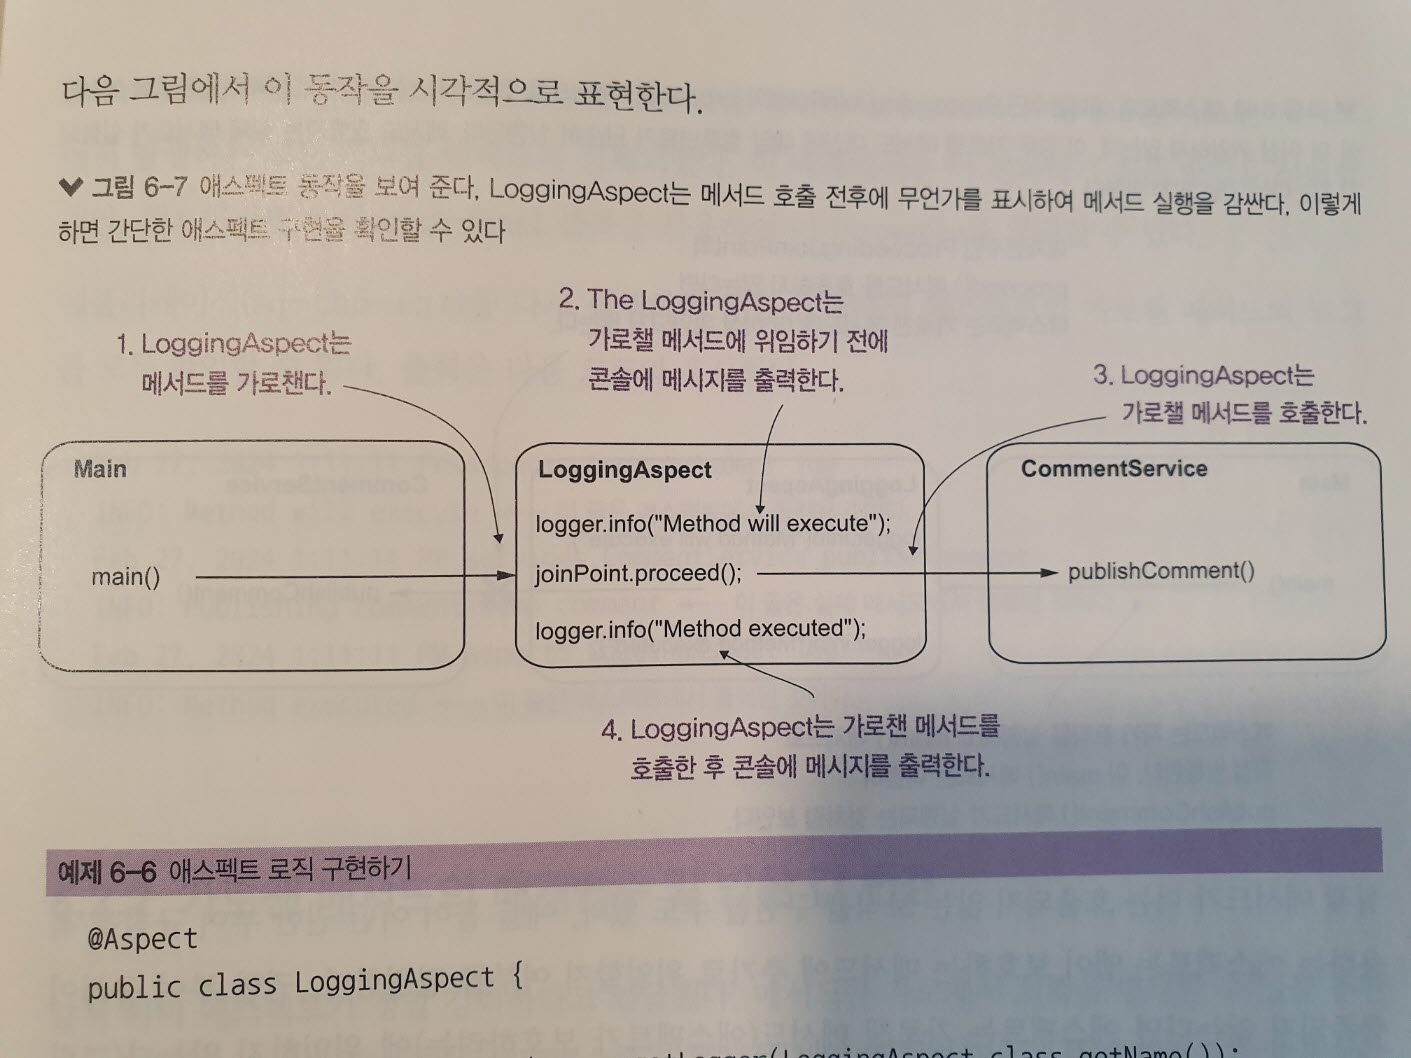 다음 그림에서 이 동작을 시각적으로 표현한다.
그림 6-7 애스펙트 동작을 보여 준다, LoggingAspect는 메서드 호출 전후에 무언가를 표시하여 메서드 실행을 감싼다. 이렇게
하면 간단한 애스펙트 구현을 확인할 수 있다
1. LoggingAspect는
메서드를 가로챈다.
2. The LoggingAspect는
가로챌 메서드에 위임하기 전에
콘솔에 메시지를 출력한다.
3. LoggingAspect는
가로챌 메서드를 호출한다.
Main
main()
LoggingAspect
logger.info("Method will execute");
joinPoint.proceed();
logger.info("Method executed");
CommentService
publishComment()
4. LoggingAspect는 가로챈 메서드를
호출한 후 콘솔에 메시지를 출력한다.
예제 6-6 애스펙트 로직 구현하기
@Aspect
public class LoggingAspect {
getLogger(LoggingAspect.class.getName());